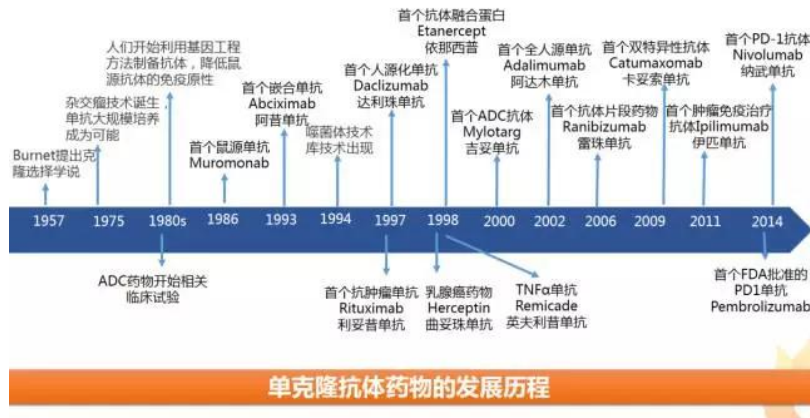 人们开始利用基因工程
方法制备抗体，降低鼠
源抗体的免疫原性
首个抗体融合蛋白
Etanercept
依那西普
首个全人源单抗
Adalimumab
阿达木单抗
首个双特异性抗体
Catumaxomab
卡妥索单抗
首个PD-1抗体
Nivolumab
纳武单抗
杂交瘤技术诞生，
单抗大规模培养
成为可能
首个嵌合单抗
Abciximab
阿昔单抗
首个人源化单抗
Daclizumab
达利珠单抗
Burnet提出克
隆选择学说
首个鼠源单抗
Muromonab
噬菌体技术
库技术出现
首个ADC抗体
Mylotarg
吉妥单抗
首个抗体片段药物
Ranibizumab
雷珠单抗
首个肿瘤免疫治疗
抗体Ipilimumab
伊匹单抗
1957 1975 1980s 1986 1993 1994 1997 1998 2000 2002 2006 2009 2011 2014
ADC药物开始相关
临床试验
首个抗肿瘤单抗
Rituximab
利妥昔单抗
乳腺癌药物
Herceptin
曲妥珠单抗
TNFα单抗
Remicade
英夫利昔单抗
首个FDA批准的
PD1单抗
Pembrolizumab
单克隆抗体药物的发展历程